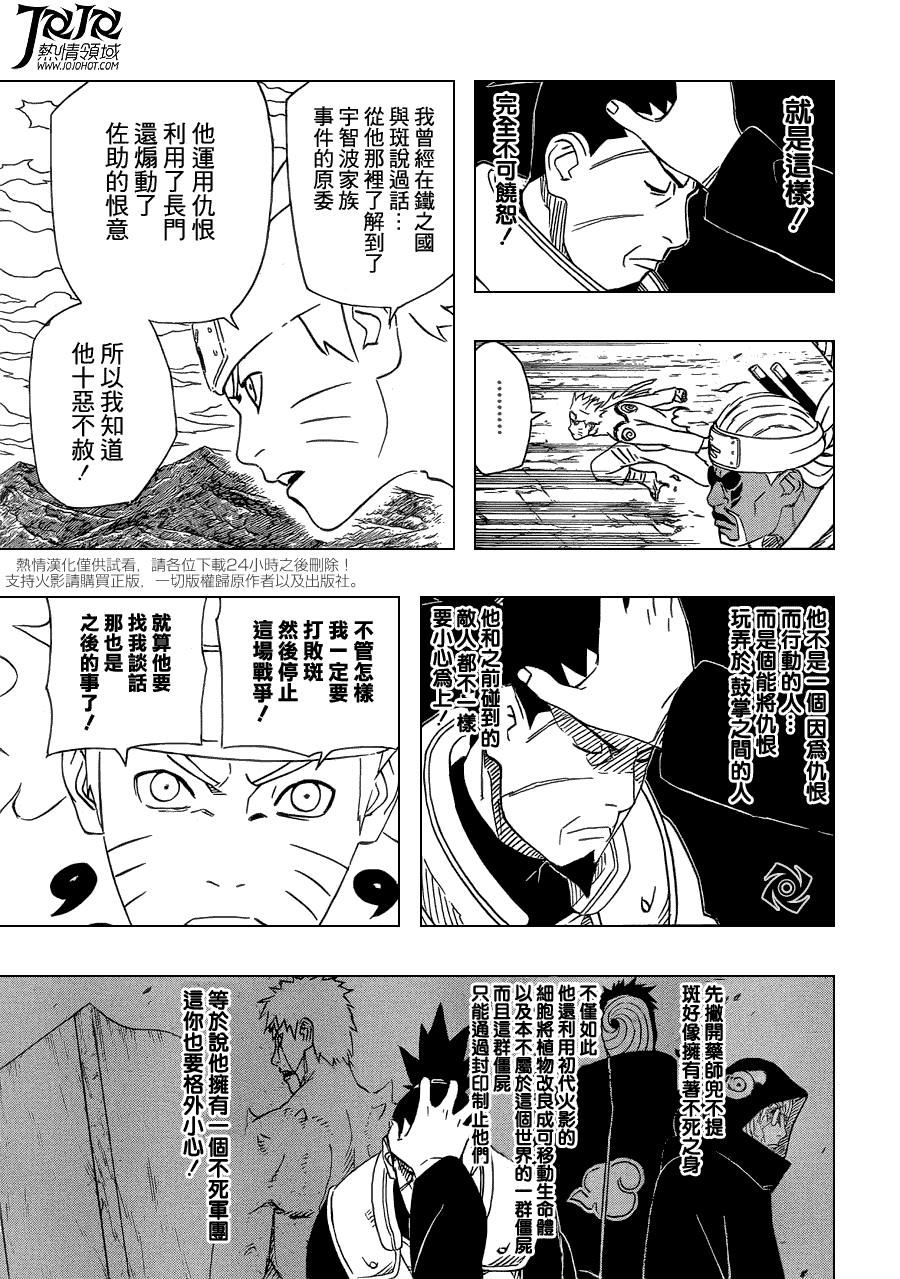 JOJO
熱情領域
WWW.JOJOHOT.COM
就是這樣！
完全不可饒恕！
我曾經在鐵之國
與斑說過話…
從他那裡了解到了
宇智波家族
事件的原委
他運用仇恨
利用了長門
還煽動了
佐助的恨意
所以我知道
他十惡不赦！
………
熱情漢化僅供試看，請各位下載24小時之後刪除！
支持火影請購買正版，一切版權歸原作者以及出版社。
他不是一個因為仇恨
而行動的人…
而是個能將仇恨
玩弄於鼓掌之間的人
他和之前碰到的
敵人都不一樣
要小心為上！
不管怎樣
我一定要
打敗斑
然後停止
這場戰爭！
就算他要
找我談話
那也是
之後的事了！
先撇開藥師兜不提
斑好像擁有著不死之身
不僅如此
他還利用初代火影的
細胞將植物改良成可移動生命體
以及本不屬於這個世界的一群僵屍
而且這群僵屍
只能通過封印制止他們
等於說他擁有一個不死軍團
這你也要格外小心！